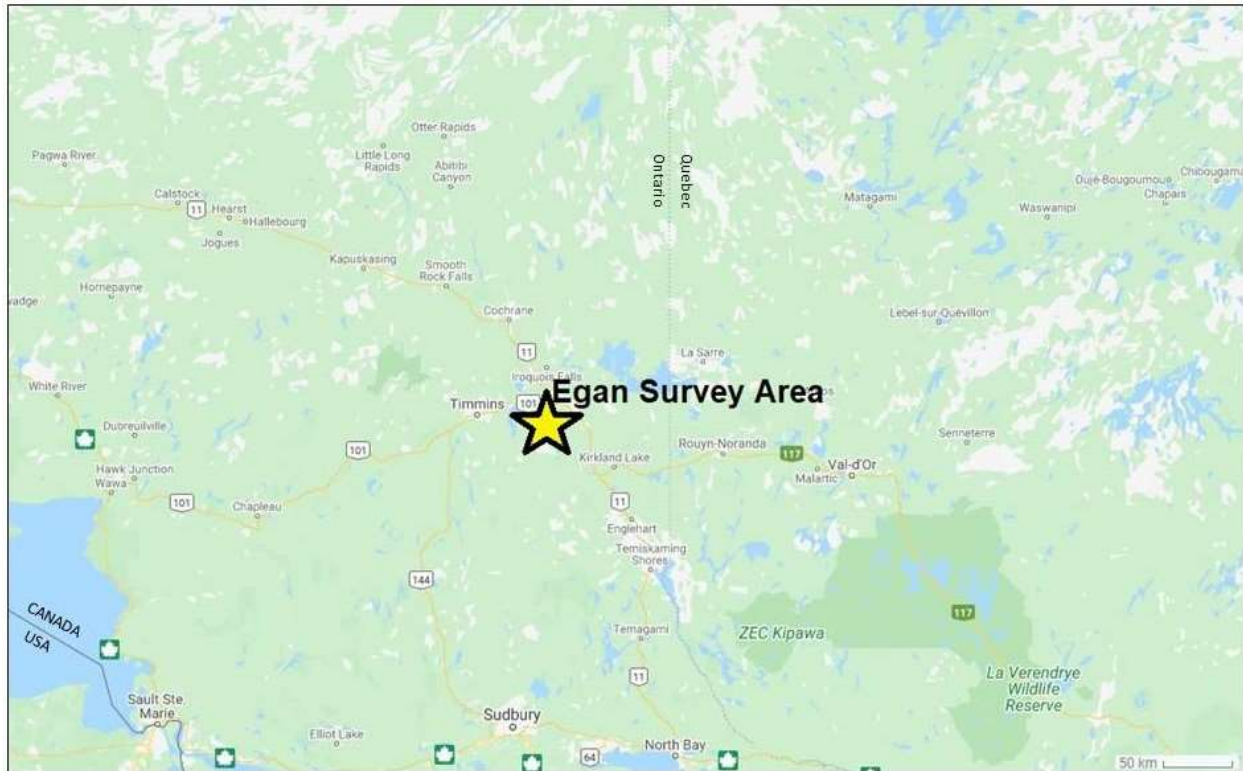 Otter Rapids
Pagwa River
Little Long
Rapids
Abitibi
Canyon
Ontario
Quebec
Calstock
11
Hearst
Hallebourg
Jogues
Matagami
Oujé-Bougoumou
Chibougama
Chapais
Waswanipi
Kapuskasing
Smooth
Rock Falls
Hornepayne
wadge
Cochrane
Lebel-sur-Quévillon
11
La Sarre
Iroquois Falls
White River
Egan Survey Area
101
Timmins
Dubreuilville
Rouyn-Noranda
Senneterre
101
117
Kirkland Lake
Malartic
Val-d'Or
Hawk Junction
Wawa
101
Chapleau
11
Englehart
Temiskaming
Shores
144
117
CANADA
USA
Temagami
ZEC Kipawa
11
La Verendrye
Wildlife
Reserve
Sault Ste.
Marie
Sudbury
Elliot Lake
North Bay
64
50 km